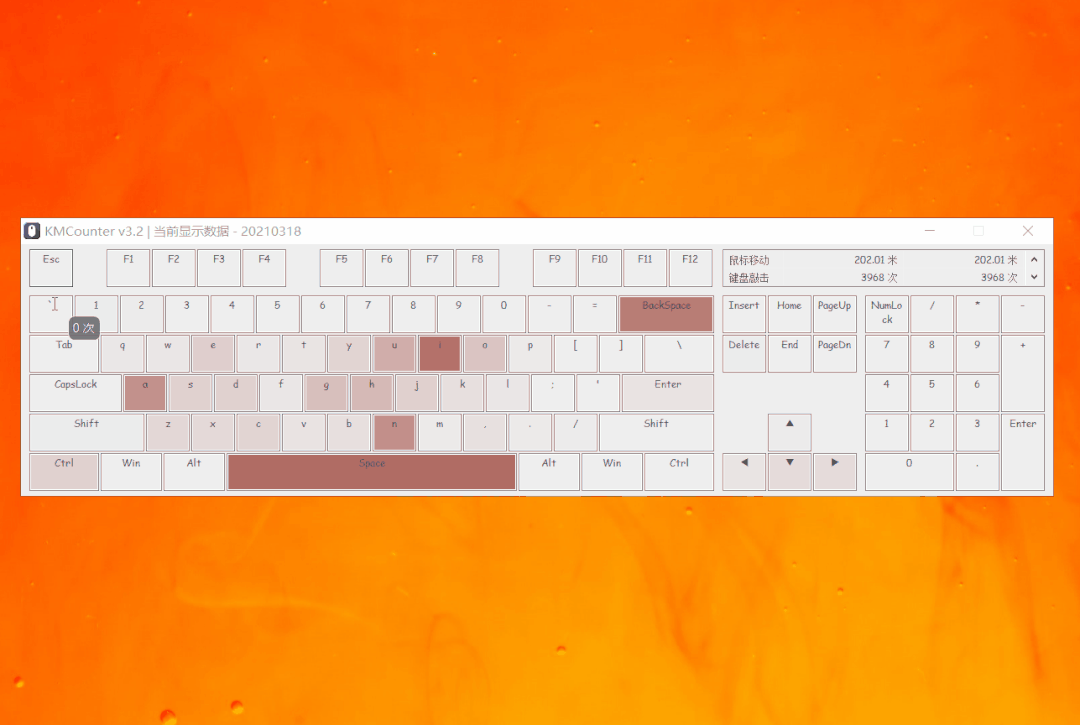 KMCounter v3.2 | 当前显示数据 - 20210318
Esc F1 F2 F3 F4 F5 F6 F7 F8 F9 F10 F11 F12
鼠标移动 202.01 米 202.01 米
键盘敲击 3968 次 3968 次
` 1 2 3 4 5 6 7 8 9 0 - = BackSpace Insert Home PageUp NumLo / * -
ck
0 次
Tab q w e r t y u i o p [ ] \ Delete End PageDn 7 8 9 +
CapsLock a s d f g h j k l ; ' Enter 4 5 6
Shift z x c v b n m , . / Shift ▲ 1 2 3 Enter
Ctrl Win Alt Space Alt Win Ctrl ◀ ▼ ▶ 0 .